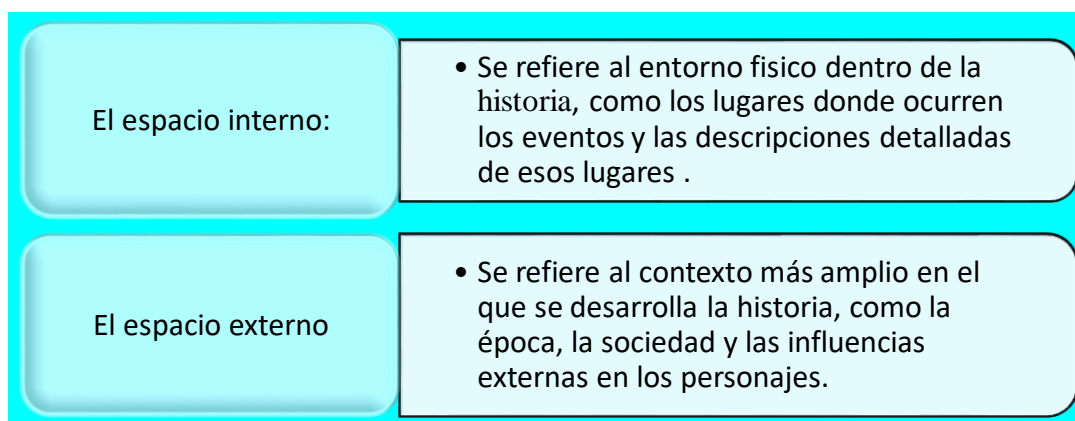 El espacio interno:
• Se refiere al entorno fisico dentro de la
historia, como los lugares donde ocurren
los eventos y las descripciones detalladas
de esos lugares .
El espacio externo
• Se refiere al contexto más amplio en el
que se desarrolla la historia, como la
época, la sociedad y las influencias
externas en los personajes.